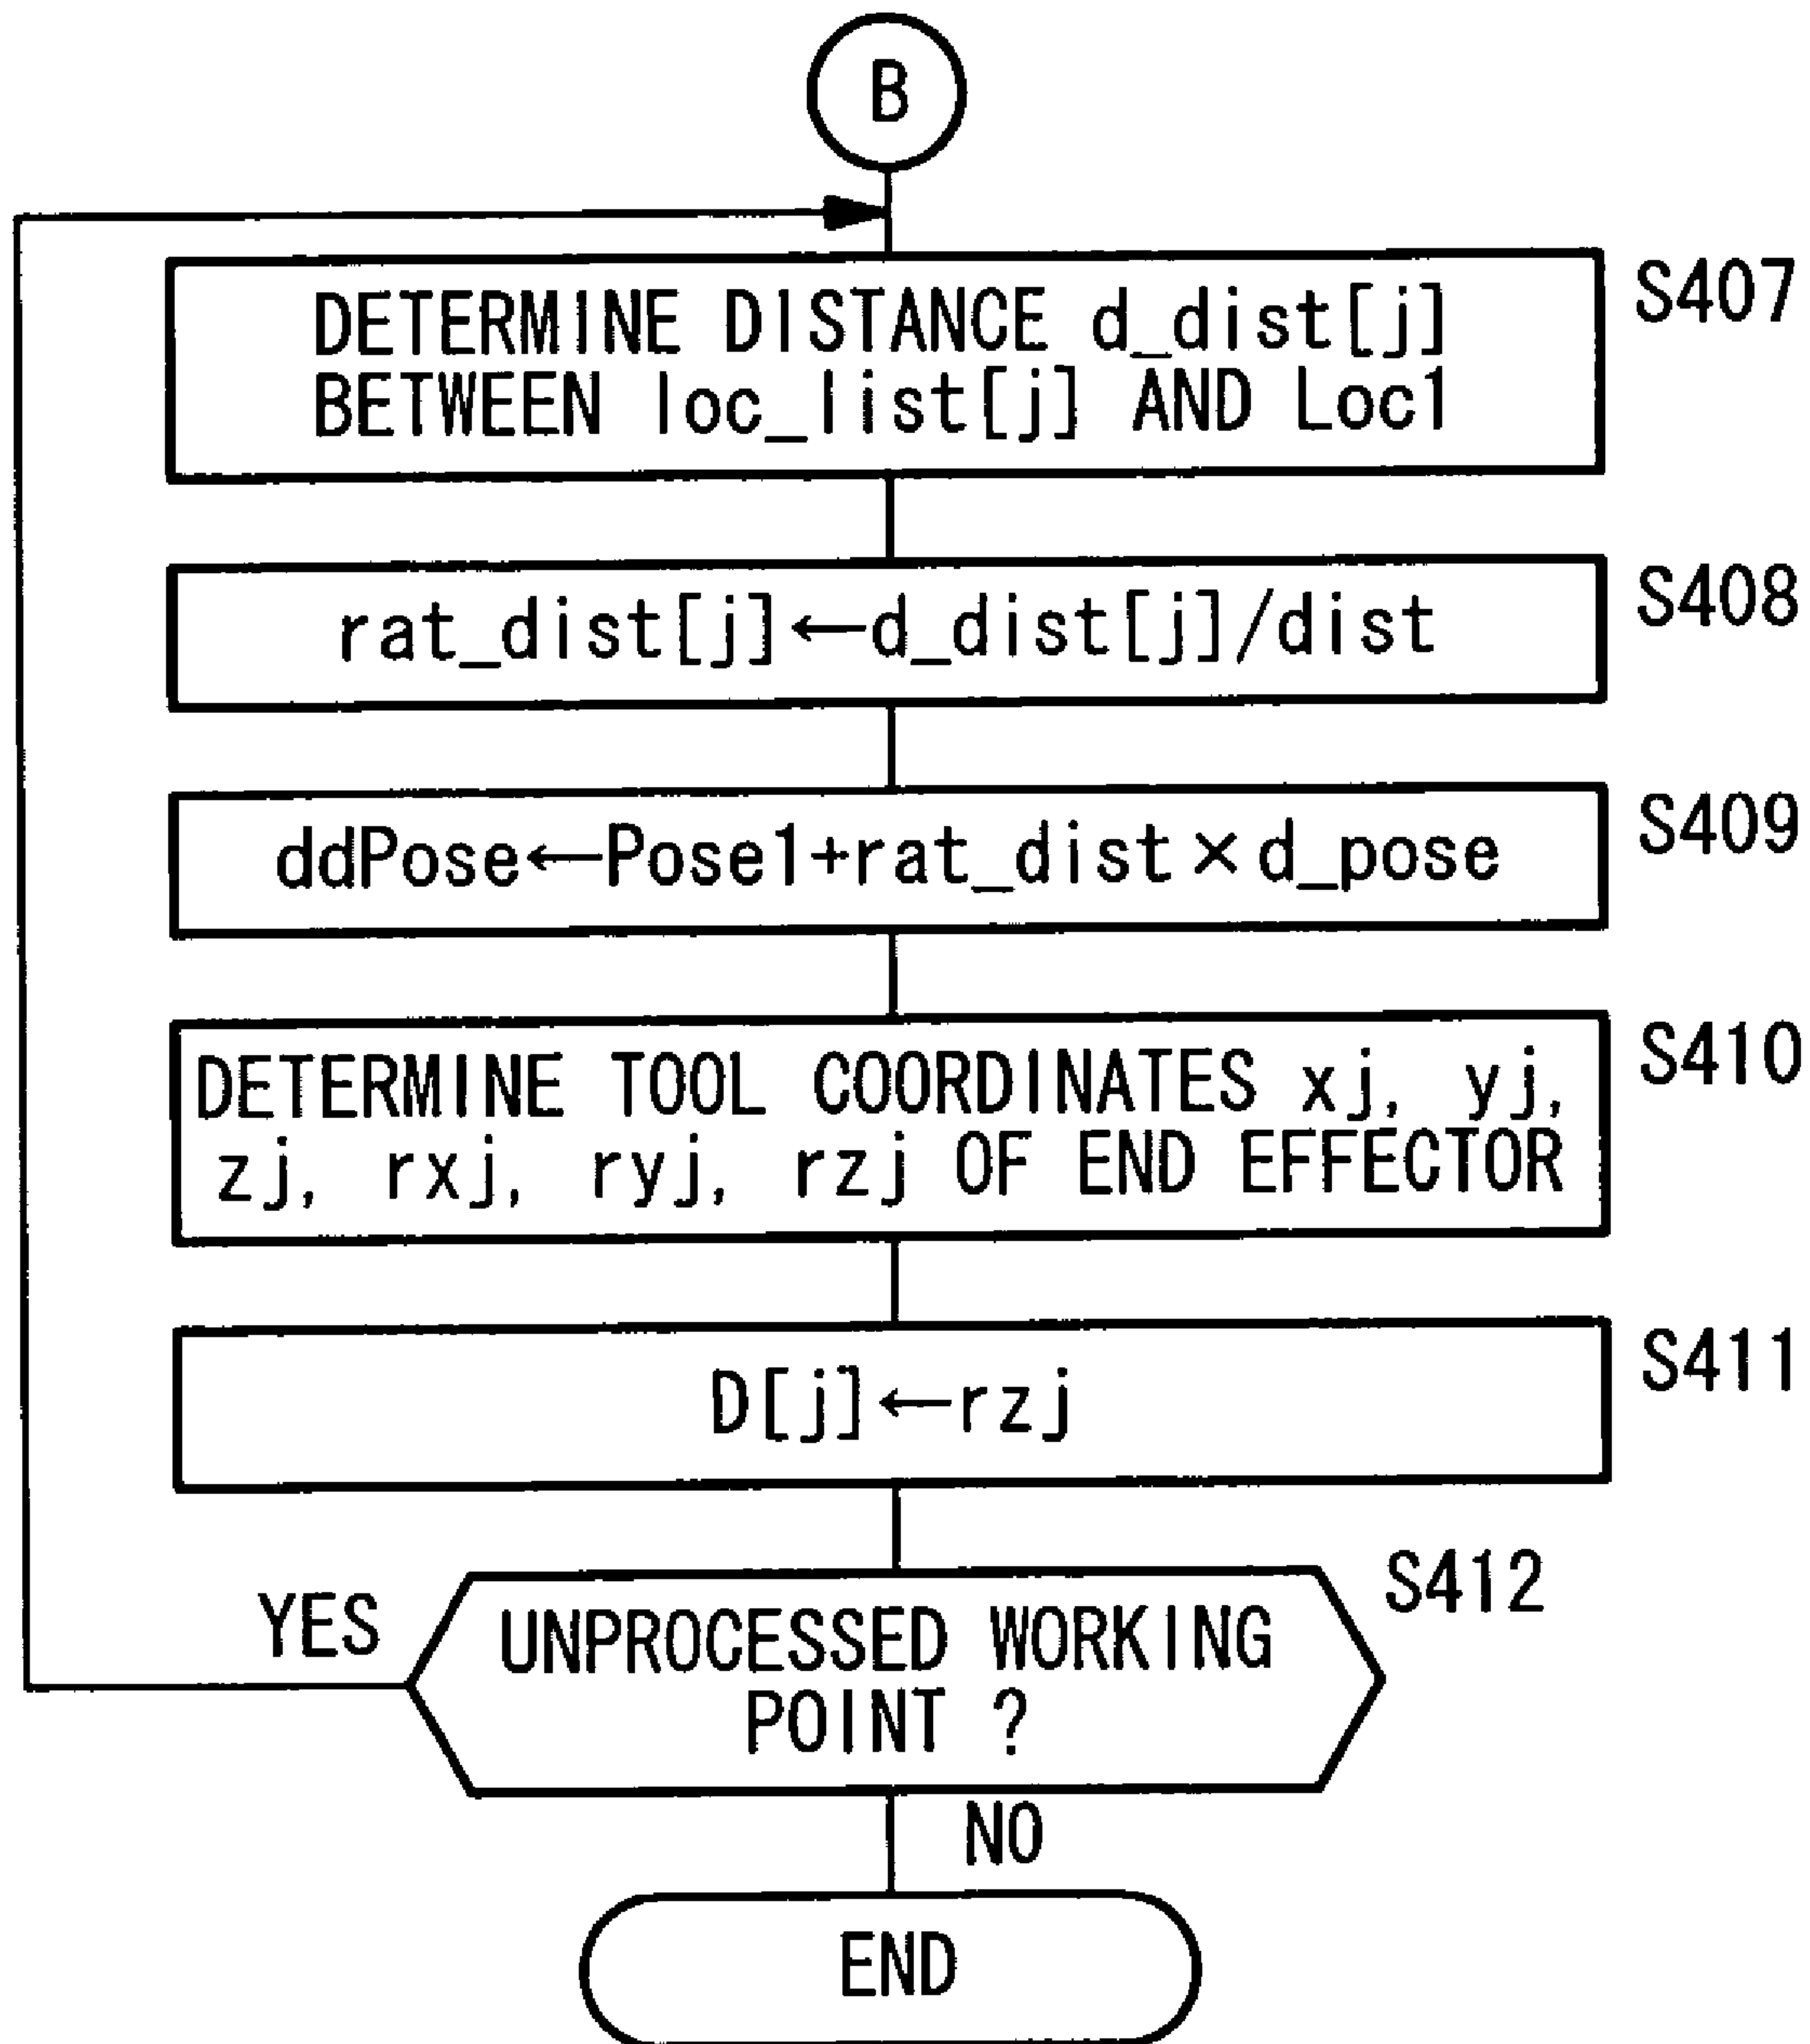 B
DETERMINE DISTANCE d_dist[j] S407
BETWEEN loc_list[j] AND Loc1
rat_dist[j]←d_dist[j]/dist S408
ddPose←Pose1+rat_dist×d_pose S409
DETERMINE TOOL COORDINATES xj, yj, S410
zj, rxj, ryj, rzj OF END EFFECTOR
D[j]←rzj S411
S412
YES UNPROCESSED WORKING
POINT ?
NO
END